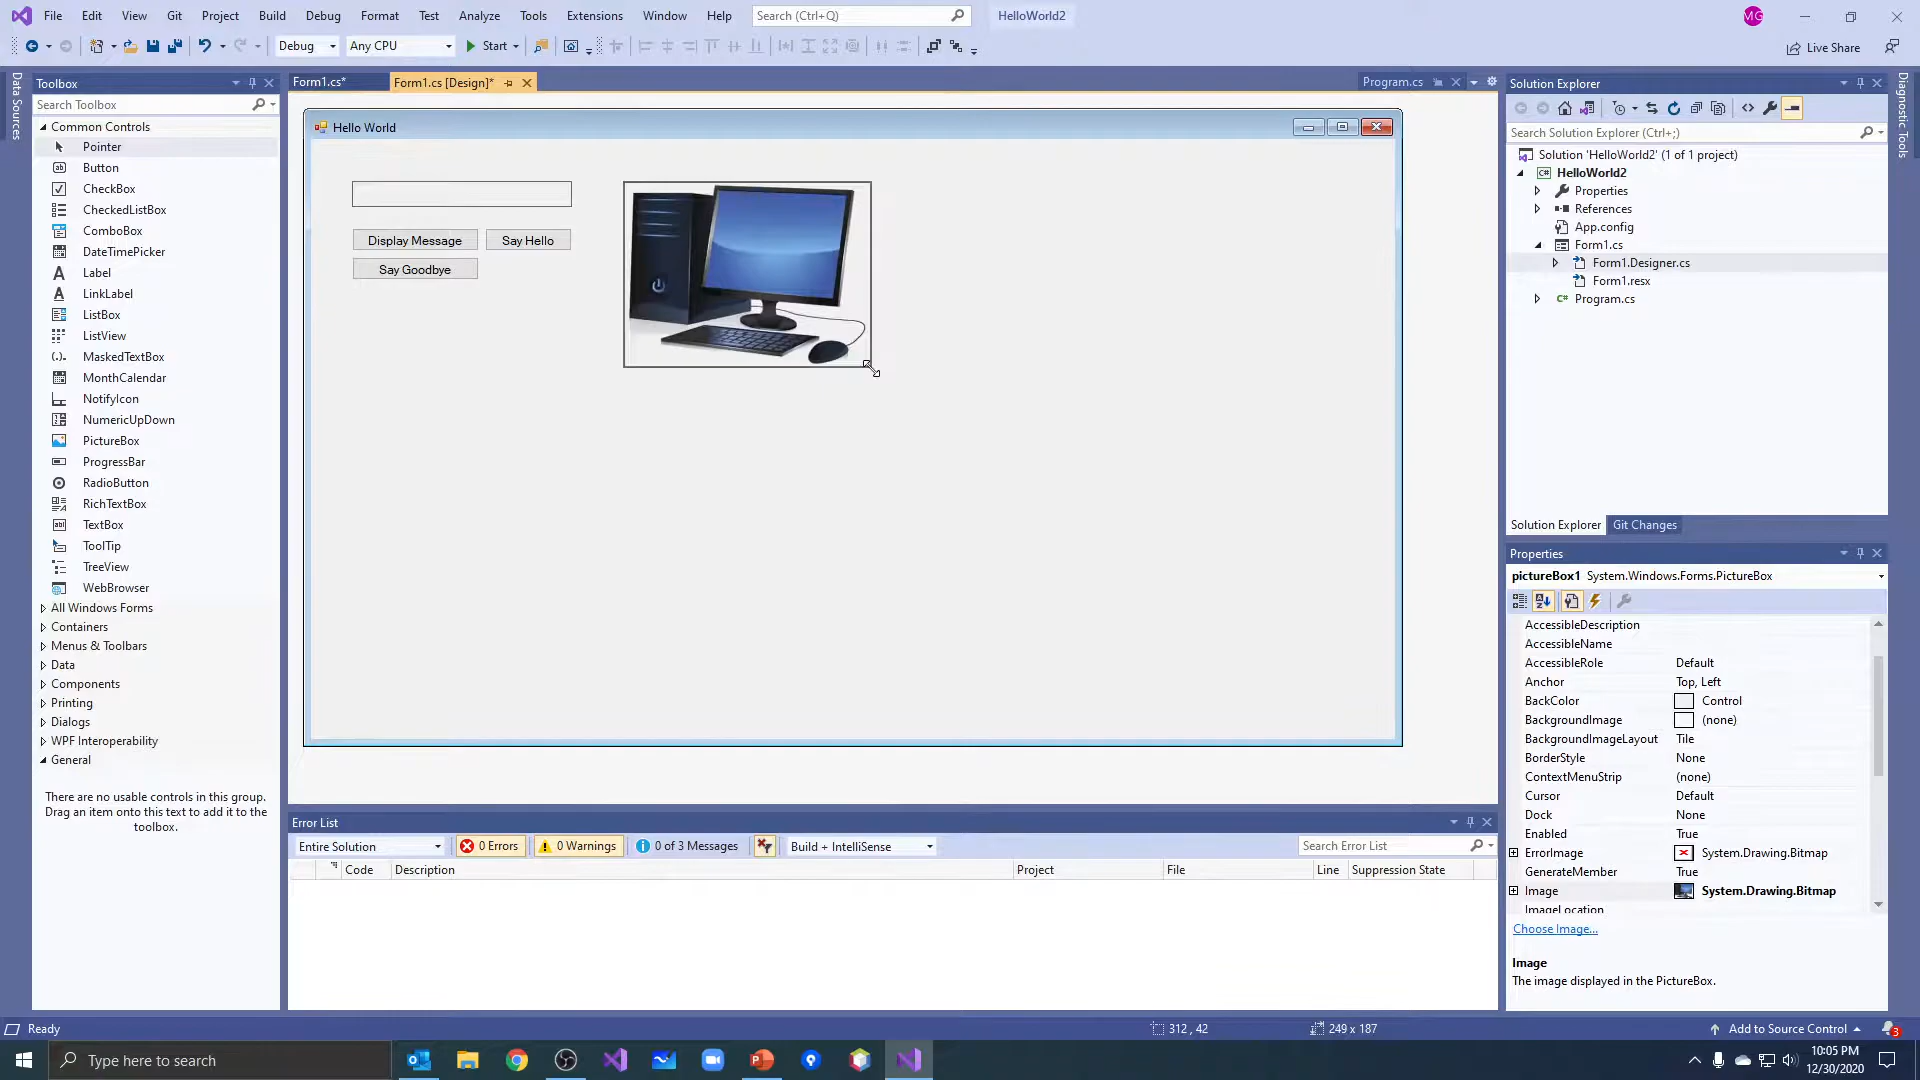 File Edit View Git Project Build Debug Format Test Analyze Tools Extensions Window Help Search (Ctrl+Q) HelloWorld2 MG
Debug Any CPU Start Live Share
Data Sources
Toolbox
Search Toolbox
Common Controls
Pointer
Button
CheckBox
CheckedListBox
ComboBox
DateTimePicker
Label
LinkLabel
ListBox
ListView
MaskedTextBox
MonthCalendar
NotifyIcon
NumericUpDown
PictureBox
ProgressBar
RadioButton
RichTextBox
TextBox
ToolTip
TreeView
WebBrowser
All Windows Forms
Containers
Menus & Toolbars
Data
Components
Printing
Dialogs
WPF Interoperability
General
There are no usable controls in this group.
Drag an item onto this text to add it to the
toolbox.
Form1.cs* Form1.cs [Design]* Program.cs
Hello World
Display Message Say Hello
Say Goodbye
Error List
Entire Solution 0 Errors 0 Warnings 0 of 3 Messages Build + IntelliSense Search Error List
Code Description Project File Line Suppression State
Solution Explorer
Search Solution Explorer (Ctrl+;)
Solution 'HelloWorld2' (1 of 1 project)
HelloWorld2
Properties
References
App.config
Form1.cs
Form1.Designer.cs
Form1.resx
Program.cs
Solution Explorer Git Changes
Diagnostic Tools
Properties
pictureBox1 System.Windows.Forms.PictureBox
AccessibleDescription
AccessibleName
AccessibleRole Default
Anchor Top, Left
BackColor Control
BackgroundImage (none)
BackgroundImageLayout Tile
BorderStyle None
ContextMenuStrip (none)
Cursor Default
Dock None
Enabled True
ErrorImage System.Drawing.Bitmap
GenerateMember True
Image System.Drawing.Bitmap
ImageLocation
Choose Image...
Image
The image displayed in the PictureBox.
Ready 312 , 42 249 x 187 Add to Source Control 3
Type here to search
10:05 PM
12/30/2020